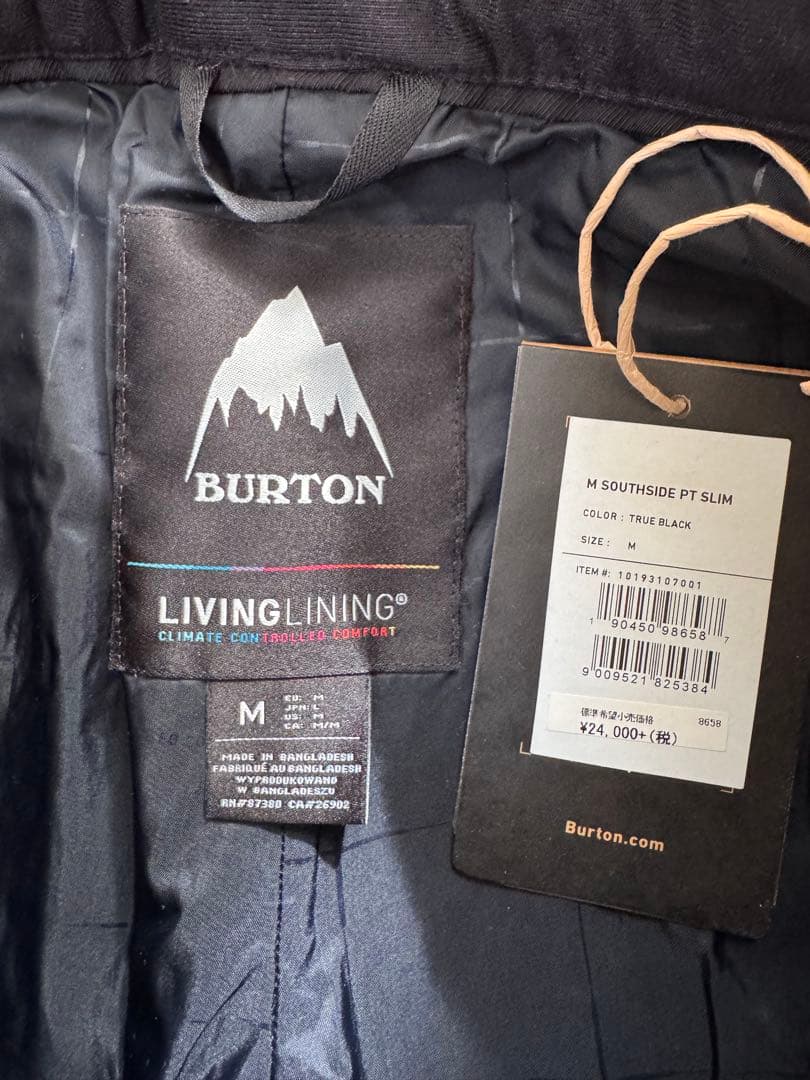 BURTON
LIVINGLINING®
CLIMATE CONTROLLED COMFORT
M
EU: M
JPN: L
US: M
CA: M/M
MADE IN BANGLADESH
FABRIQUÉ AU BANGLADESH
WYPRODUKOWANO
W BANGLADESZU
RN#87380 CA#26902
M SOUTHSIDE PT SLIM
COLOR : TRUE BLACK
SIZE : M
ITEM #: 10193107001
1 90450 98658 7
9 009521 825384
標準希望小売価格 8658
¥24,000+(税)
Burton.com